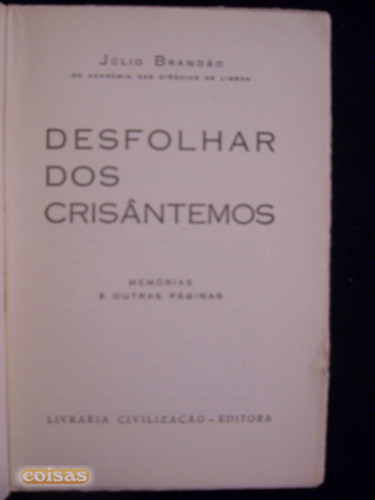 JÚLIO BRANDÃO
DA ACADEMIA DAS CIÊNCIAS DE LISBOA
DESFOLHAR
DOS
CRISÂNTEMOS
MEMÓRIAS
E OUTRAS PÁGINAS
LIVRARIA CIVILIZAÇÃO — EDITORA
coisas